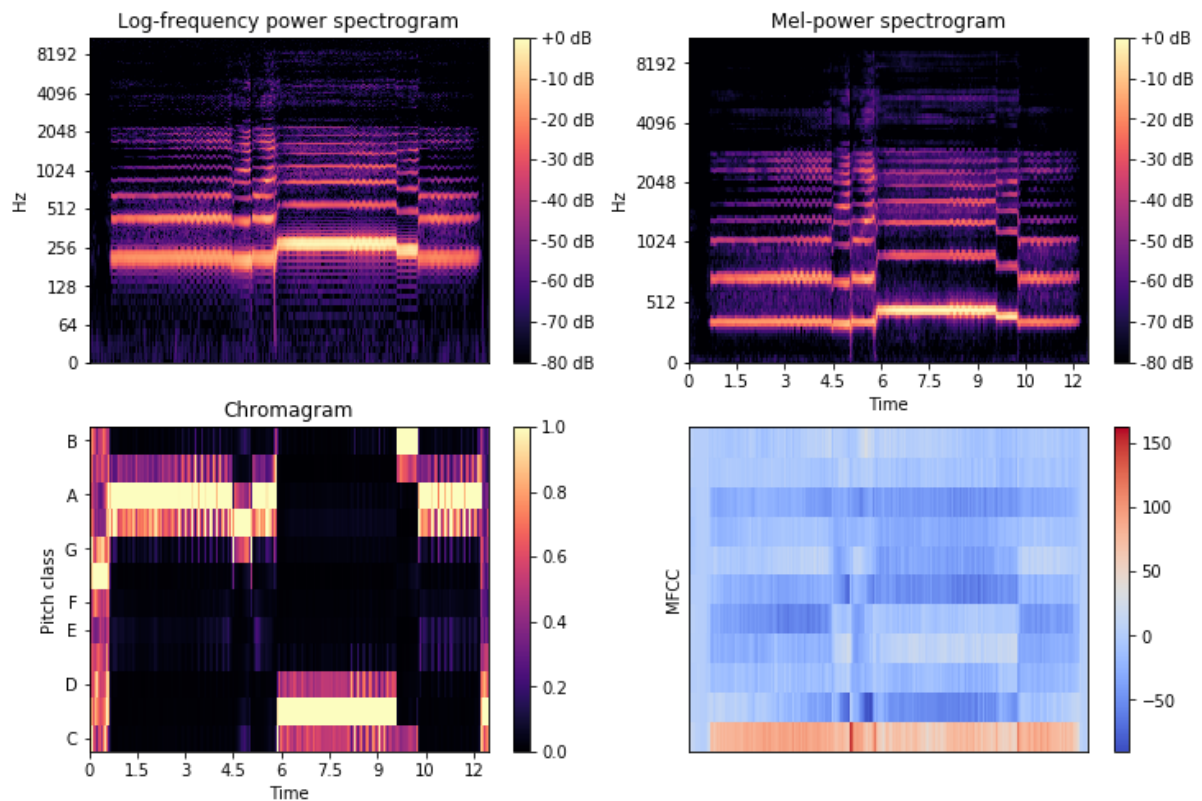 Log-frequency power spectrogram
8192
4096
2048
1024
512
256
128
64
0
Hz
+0 dB
-10 dB
-20 dB
-30 dB
-40 dB
-50 dB
-60 dB
-70 dB
-80 dB
Mel-power spectrogram
8192
4096
2048
1024
512
0
Hz
0 1.5 3 4.5 6 7.5 9 10 12
Time
+0 dB
-10 dB
-20 dB
-30 dB
-40 dB
-50 dB
-60 dB
-70 dB
-80 dB
Chromagram
B
A
G
F
E
D
C
Pitch class
0 1.5 3 4.5 6 7.5 9 10 12
Time
1.0
0.8
0.6
0.4
0.2
0.0
MFCC
150
100
50
0
−50